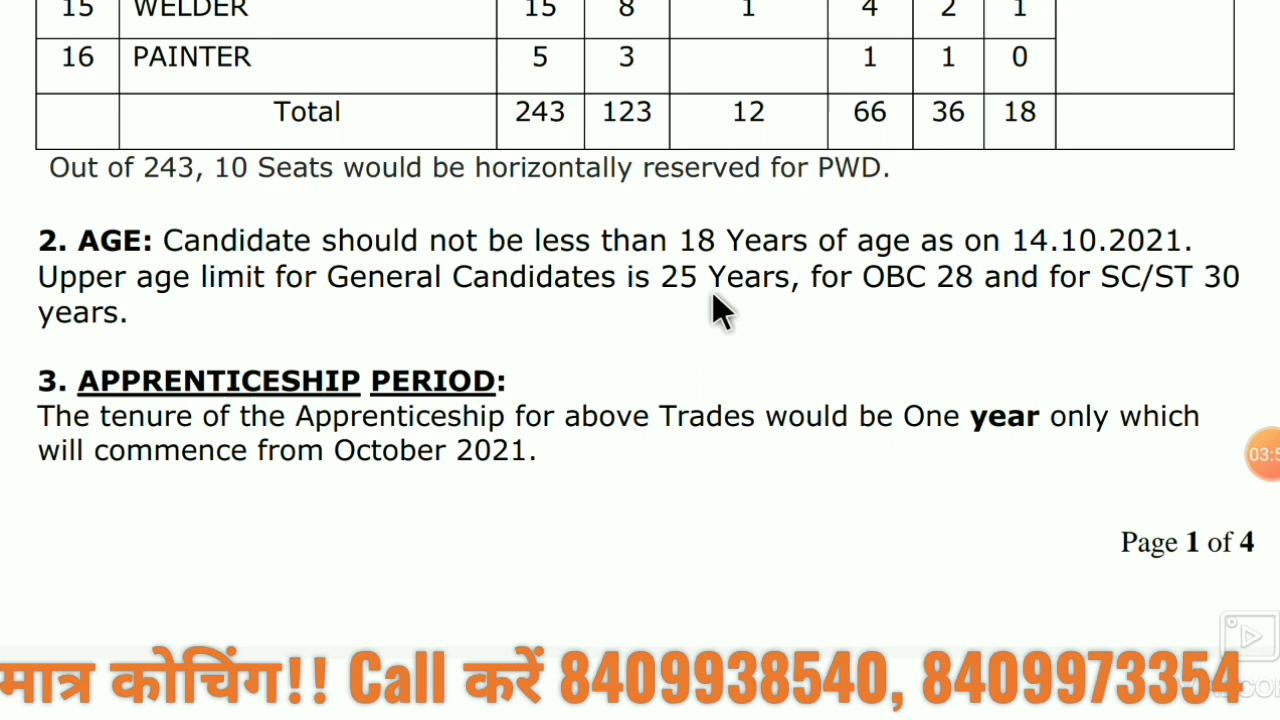 15 WELDER 15 8 1 4 2 1
16 PAINTER 5 3 1 1 0
Total 243 123 12 66 36 18
Out of 243, 10 Seats would be horizontally reserved for PWD.
2. AGE: Candidate should not be less than 18 Years of age as on 14.10.2021.
Upper age limit for General Candidates is 25 Years, for OBC 28 and for SC/ST 30
years.
3. APPRENTICESHIP PERIOD:
The tenure of the Apprenticeship for above Trades would be One year only which
will commence from October 2021.
Page 1 of 4
मात्र कोचिंग!! Call करें 8409938540, 8409973354